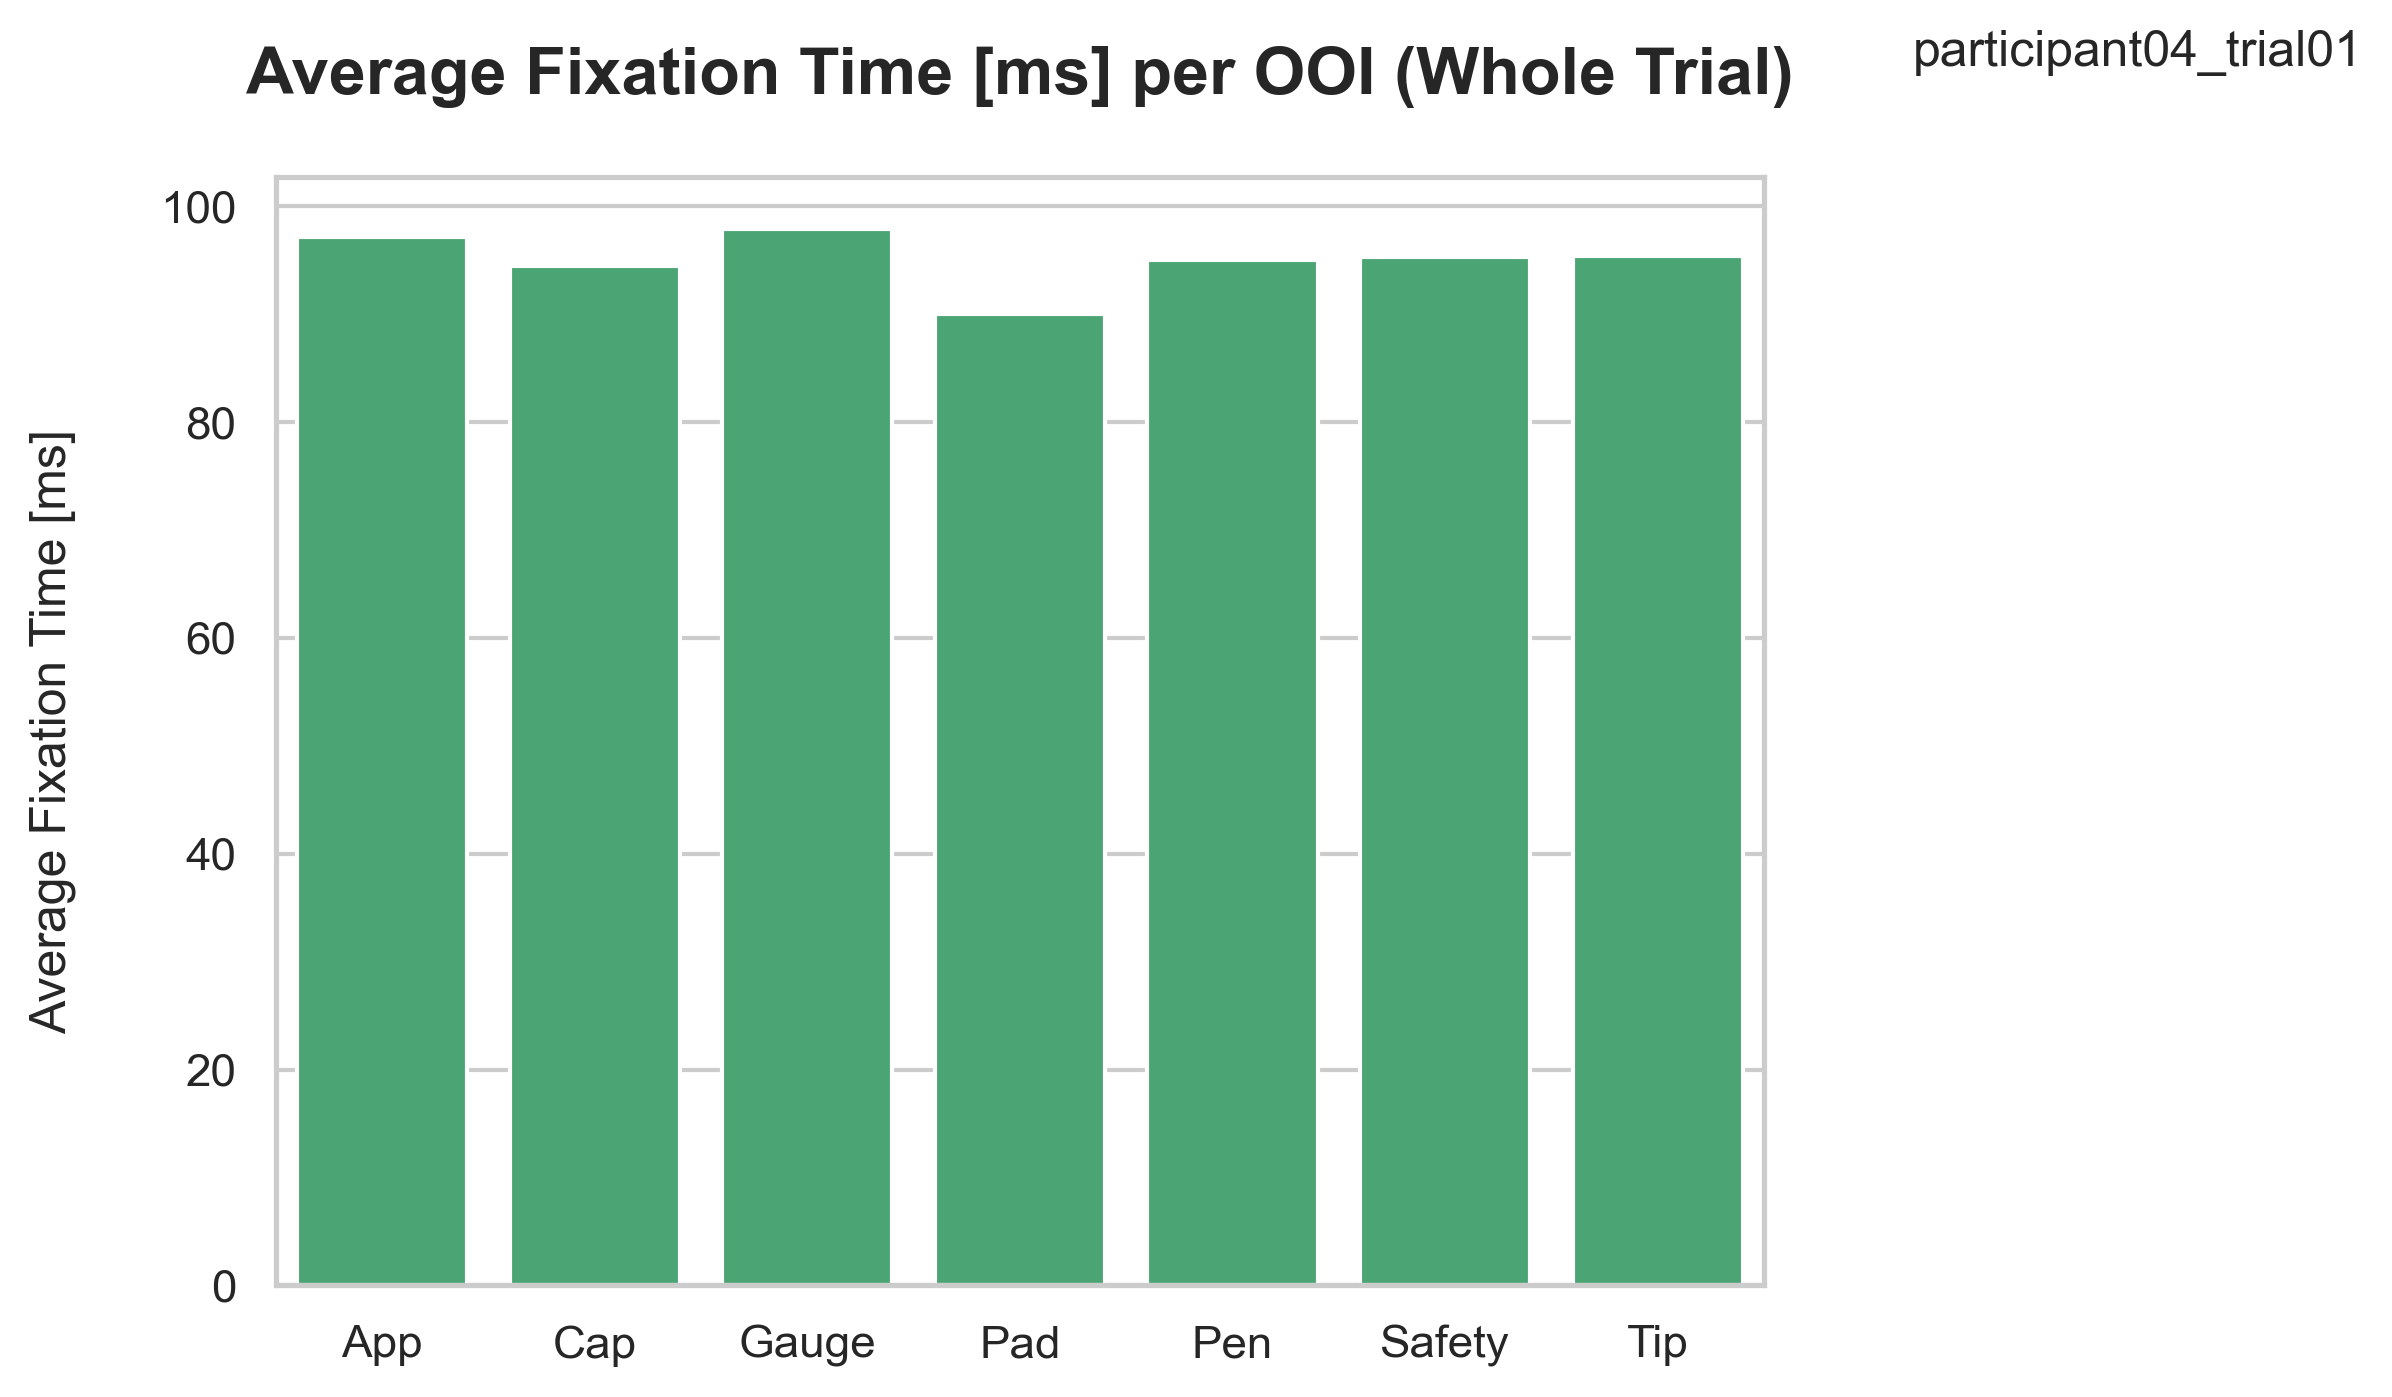 Average Fixation Time [ms] per OOI (Whole Trial)
participant04_trial01
Average Fixation Time [ms]
100
80
60
40
20
0
App Cap Gauge Pad Pen Safety Tip